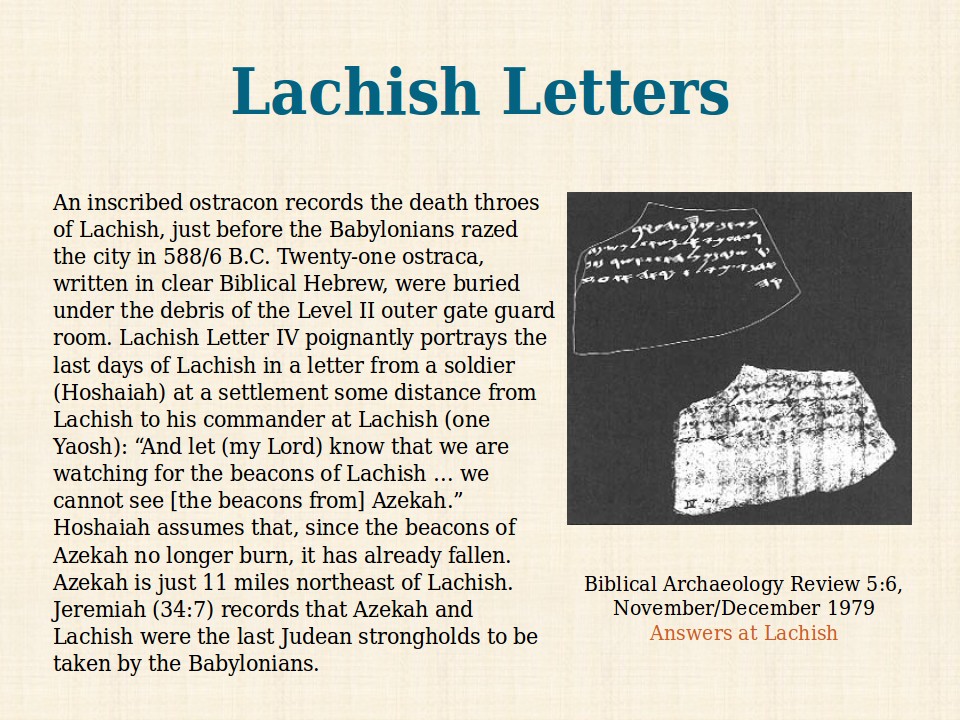 Lachish Letters
An inscribed ostracon records the death throes
of Lachish, just before the Babylonians razed
the city in 588/6 B.C. Twenty-one ostraca,
written in clear Biblical Hebrew, were buried
under the debris of the Level II outer gate guard
room. Lachish Letter IV poignantly portrays the
last days of Lachish in a letter from a soldier
(Hoshaiah) at a settlement some distance from
Lachish to his commander at Lachish (one
Yaosh): “And let (my Lord) know that we are
watching for the beacons of Lachish … we
cannot see [the beacons from] Azekah.”
Hoshaiah assumes that, since the beacons of
Azekah no longer burn, it has already fallen.
Azekah is just 11 miles northeast of Lachish.
Jeremiah (34:7) records that Azekah and
Lachish were the last Judean strongholds to be
taken by the Babylonians.
IV
Biblical Archaeology Review 5:6,
November/December 1979
Answers at Lachish